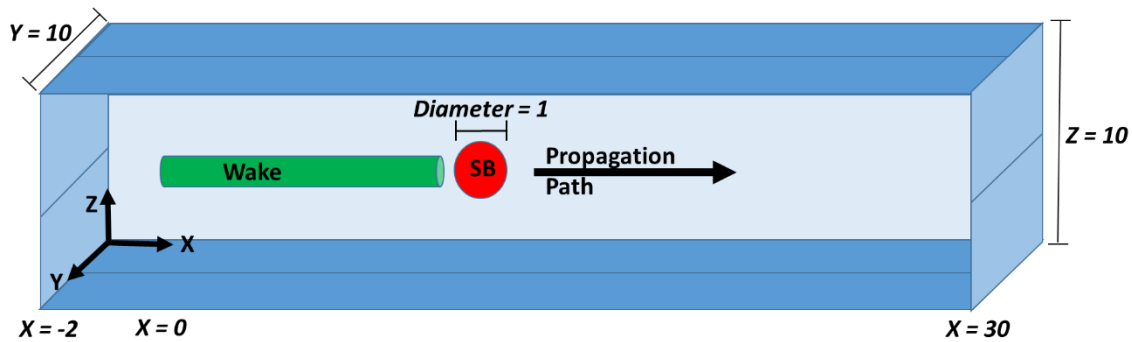 Y = 10
Diameter = 1
Z = 10
Wake
SB
Propagation
Path
Z
X
Y
X = -2
X = 0
X = 30